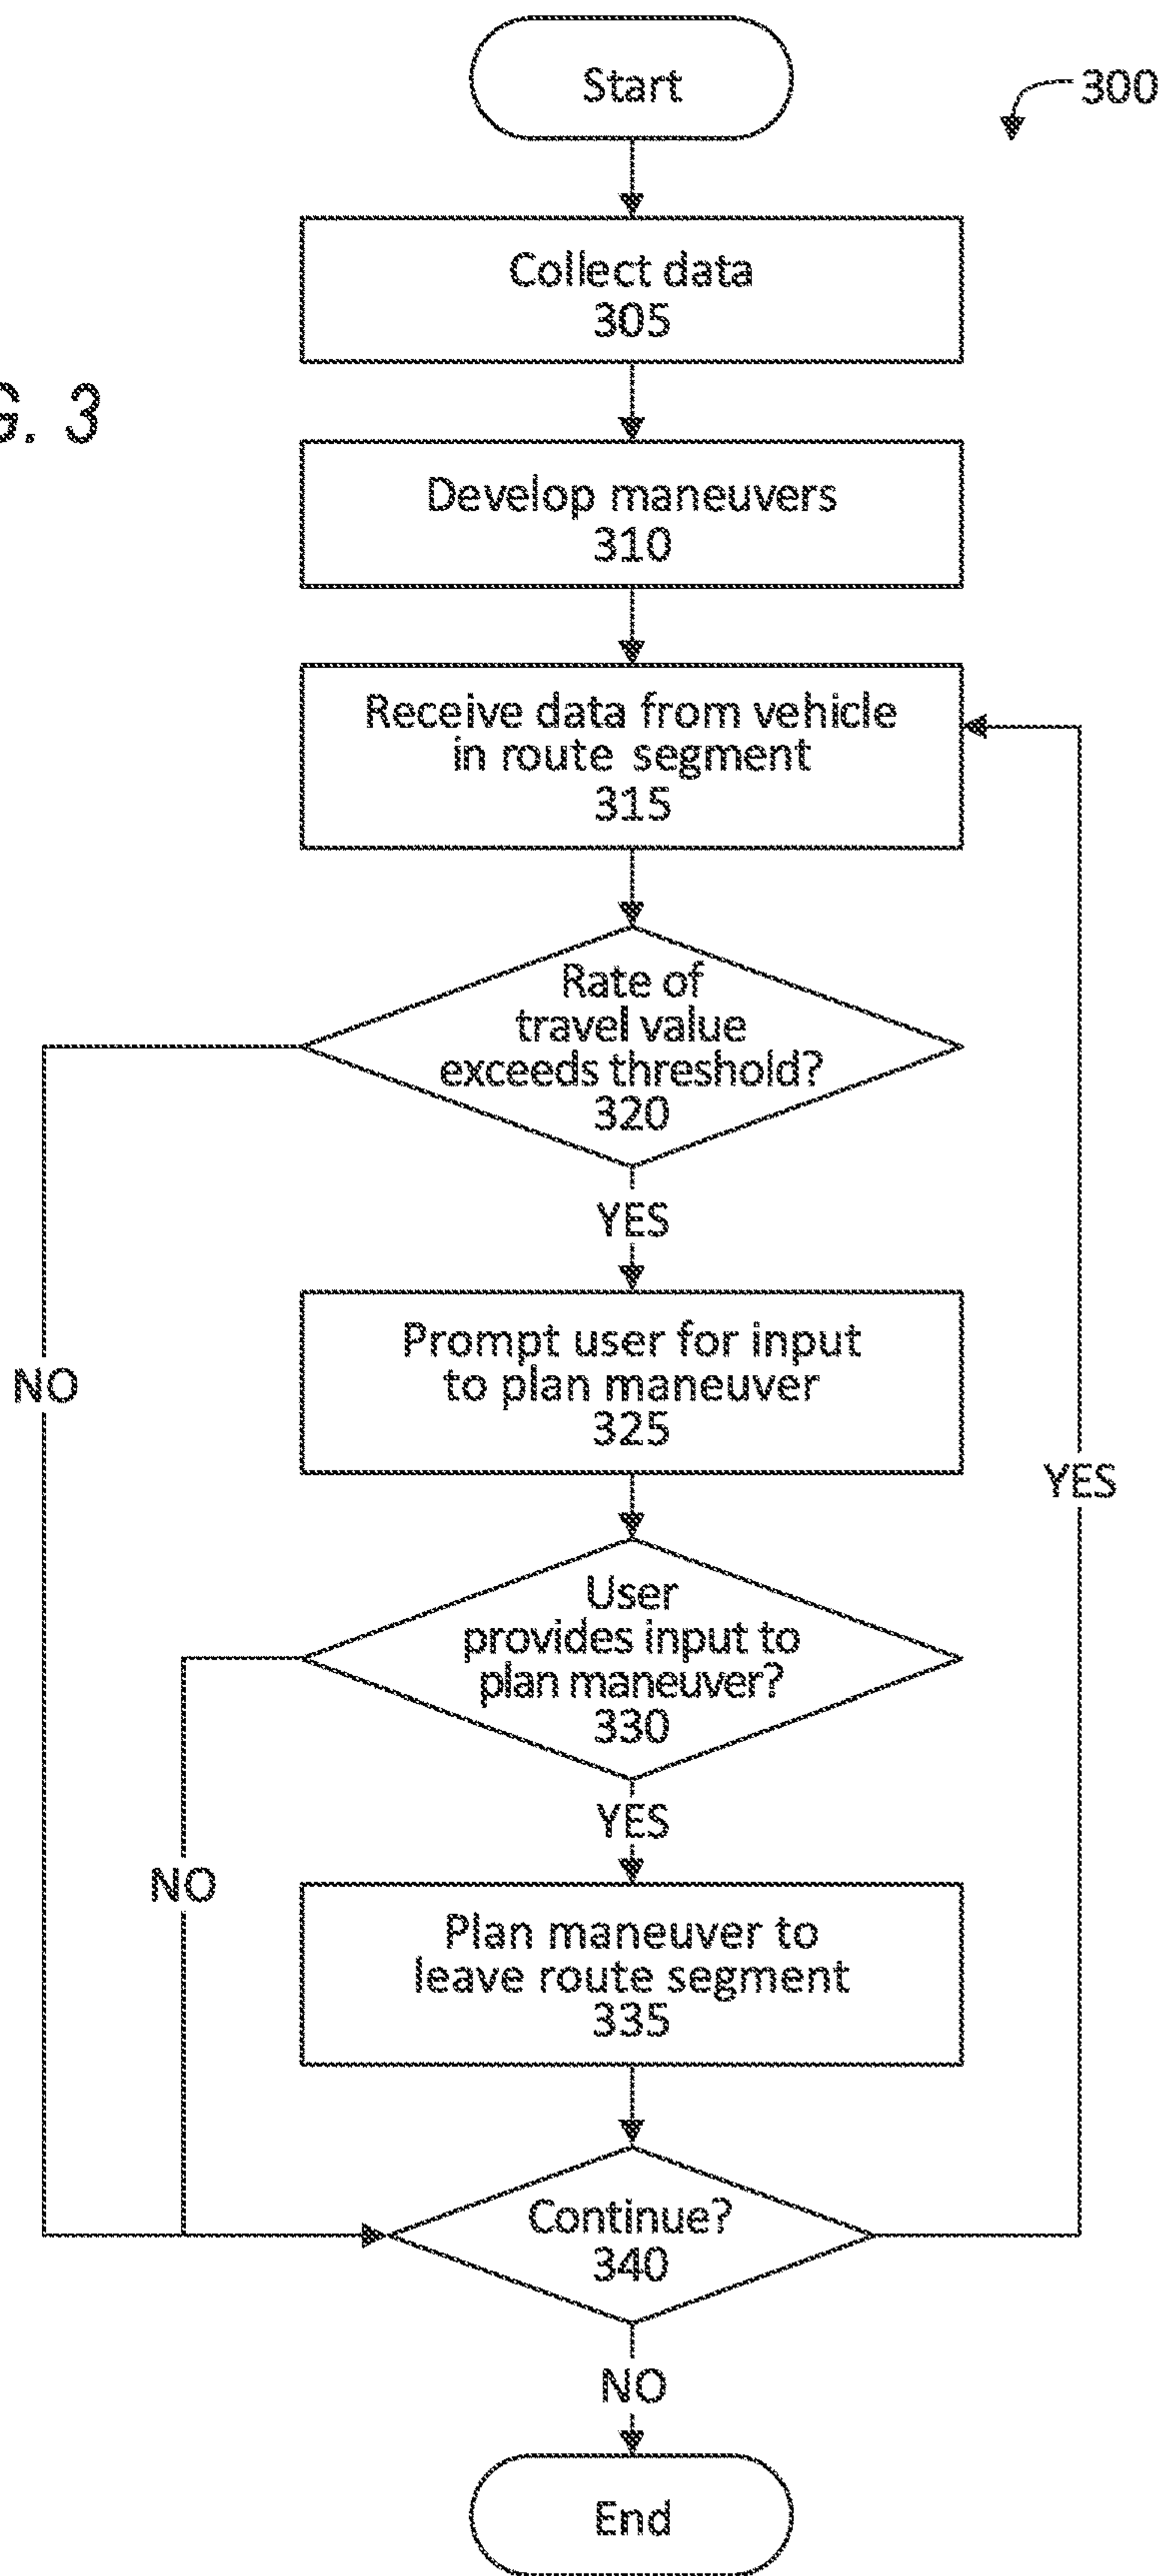 Start
300
Collect data
305
G. 3
Develop maneuvers
310
Receive data from vehicle
in route segment
315
Rate of
travel value
exceeds threshold?
320
YES
Prompt user for input
to plan maneuver
325
NO
YES
User
provides input to
plan maneuver?
330
YES
NO
Plan maneuver to
leave route segment
335
Continue?
340
NO
End